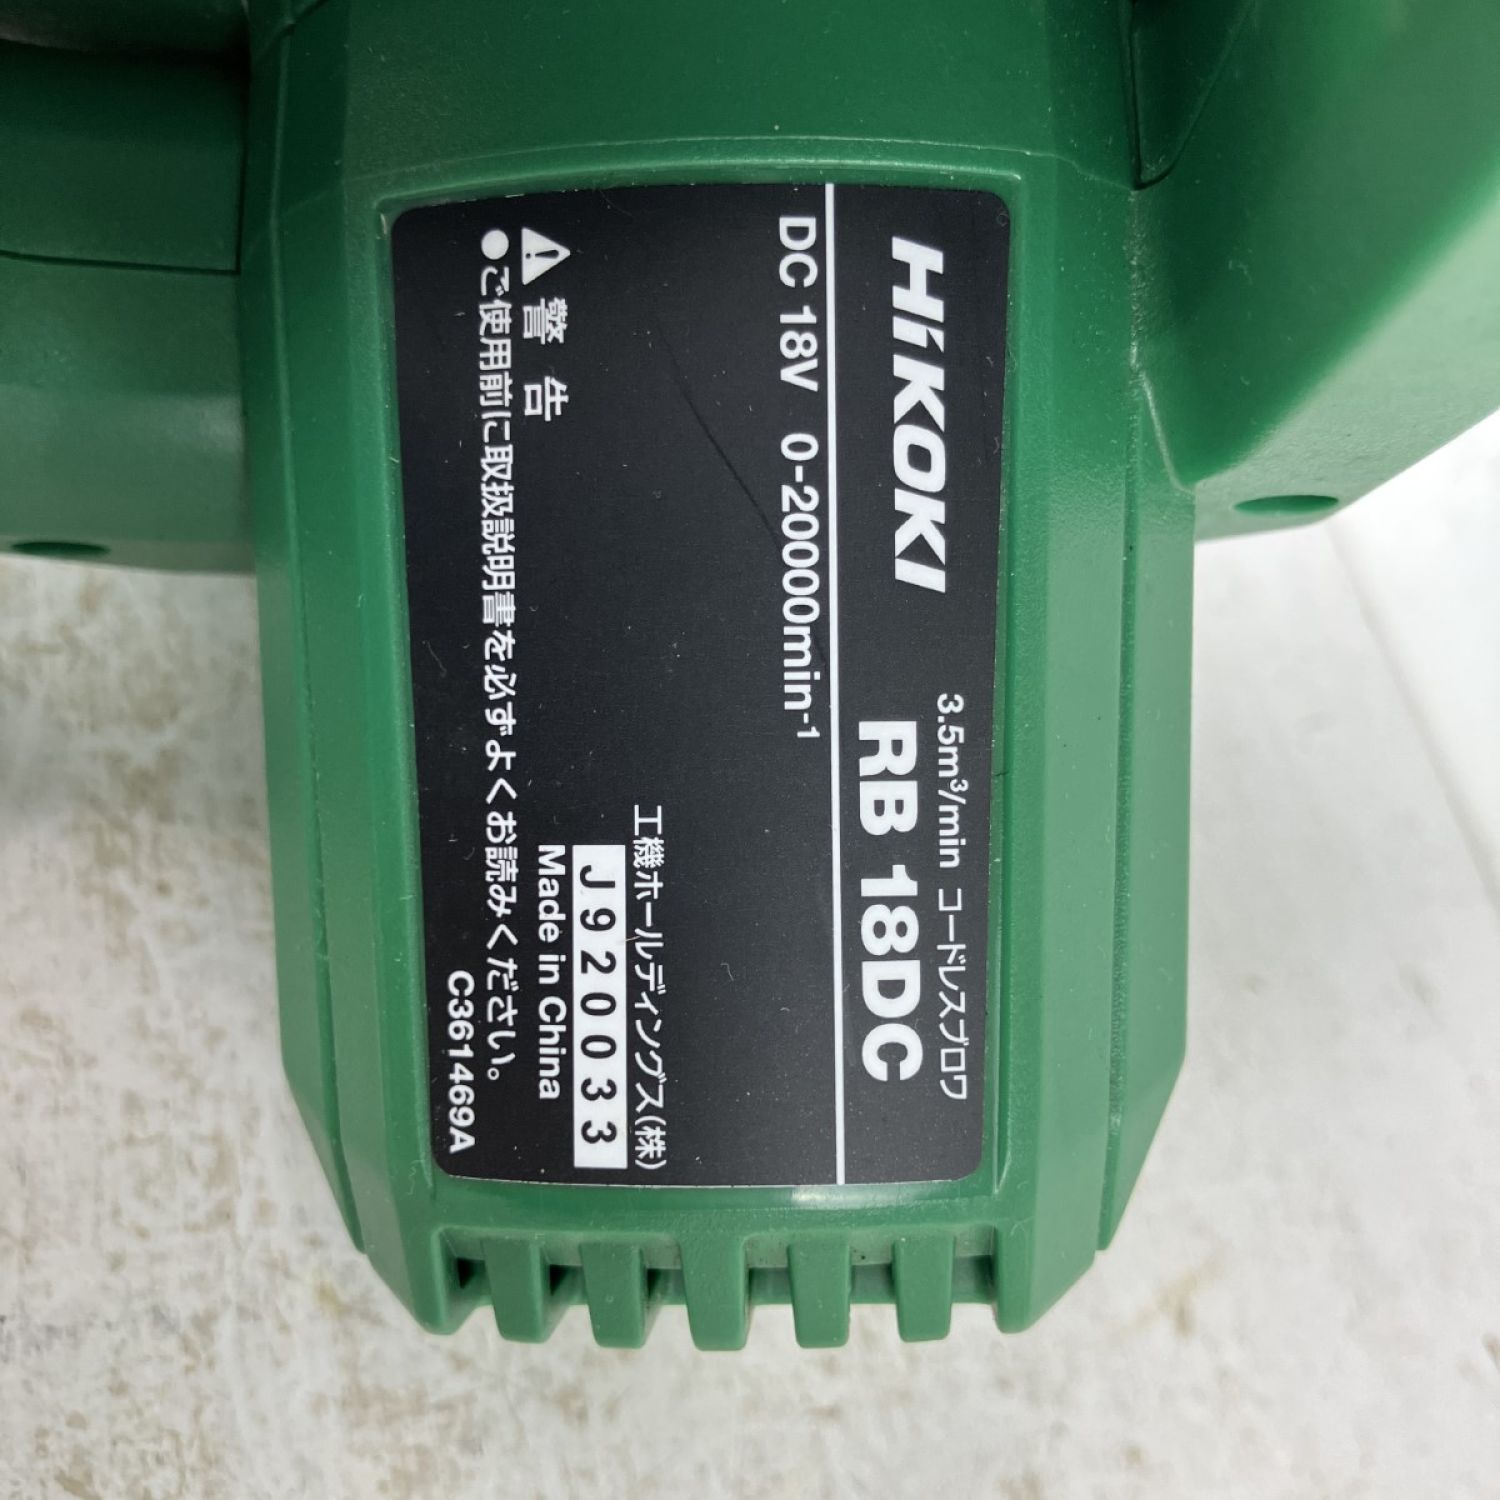 3.5m³/min コードレスブロワ
HiKOKI RB 18DC
DC 18V 0-20000min⁻¹
工機ホールディングス(株)
J920033
警告 Made in China
●ご使用前に取扱説明書を必ずよくお読みください。
C361469A